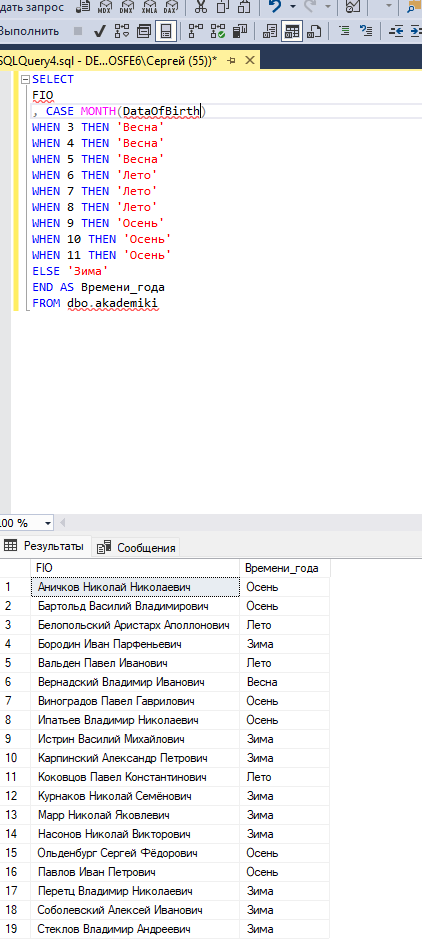 дать запрос
MDX
DMX
XMLA
DAX
Выполнить
SQLQuery4.sql - DE...OSFE6\Сергей (55))*
SELECT
FIO
, CASE MONTH(DataOfBirth)
WHEN 3 THEN 'Весна'
WHEN 4 THEN 'Весна'
WHEN 5 THEN 'Весна'
WHEN 6 THEN 'Лето'
WHEN 7 THEN 'Лето'
WHEN 8 THEN 'Лето'
WHEN 9 THEN 'Осень'
WHEN 10 THEN 'Осень'
WHEN 11 THEN 'Осень'
ELSE 'Зима'
END AS Времени_года
FROM dbo.akademiki
.00 %
Результаты Сообщения
FIO Времени_года
1 Аничков Николай Николаевич Осень
2 Бартольд Василий Владимирович Осень
3 Белопольский Аристарх Аполлонович Лето
4 Бородин Иван Парфеньевич Зима
5 Вальден Павел Иванович Лето
6 Вернадский Владимир Иванович Весна
7 Виноградов Павел Гаврилович Осень
8 Ипатьев Владимир Николаевич Осень
9 Истрин Василий Михайлович Зима
10 Карпинский Александр Петрович Зима
11 Коковцов Павел Константинович Лето
12 Курнаков Николай Семёнович Зима
13 Марр Николай Яковлевич Зима
14 Насонов Николай Викторович Зима
15 Ольденбург Сергей Фёдорович Осень
16 Павлов Иван Петрович Осень
17 Перетц Владимир Николаевич Зима
18 Соболевский Алексей Иванович Зима
19 Стеклов Владимир Андреевич Зима